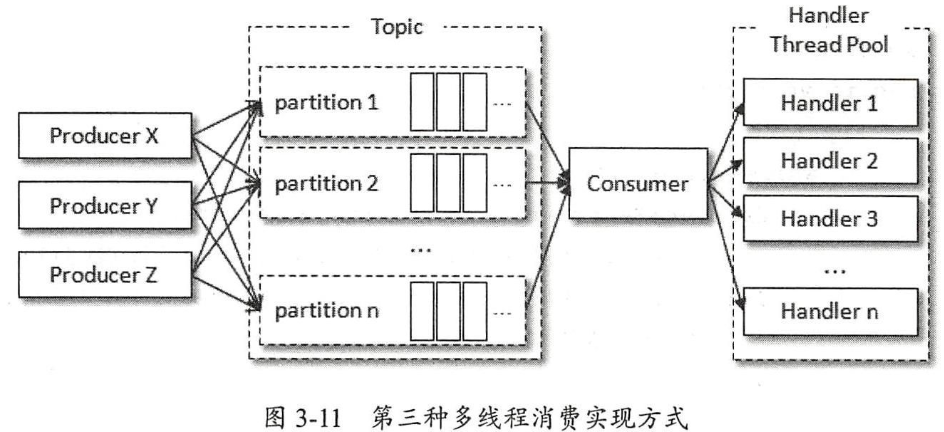 Topic
Handler
Thread Pool
Producer X
Producer Y
Producer Z
partition 1
...
partition 2
...
...
partition n
...
Consumer
Handler 1
Handler 2
Handler 3
...
Handler n
图 3-11 第三种多线程消费实现方式